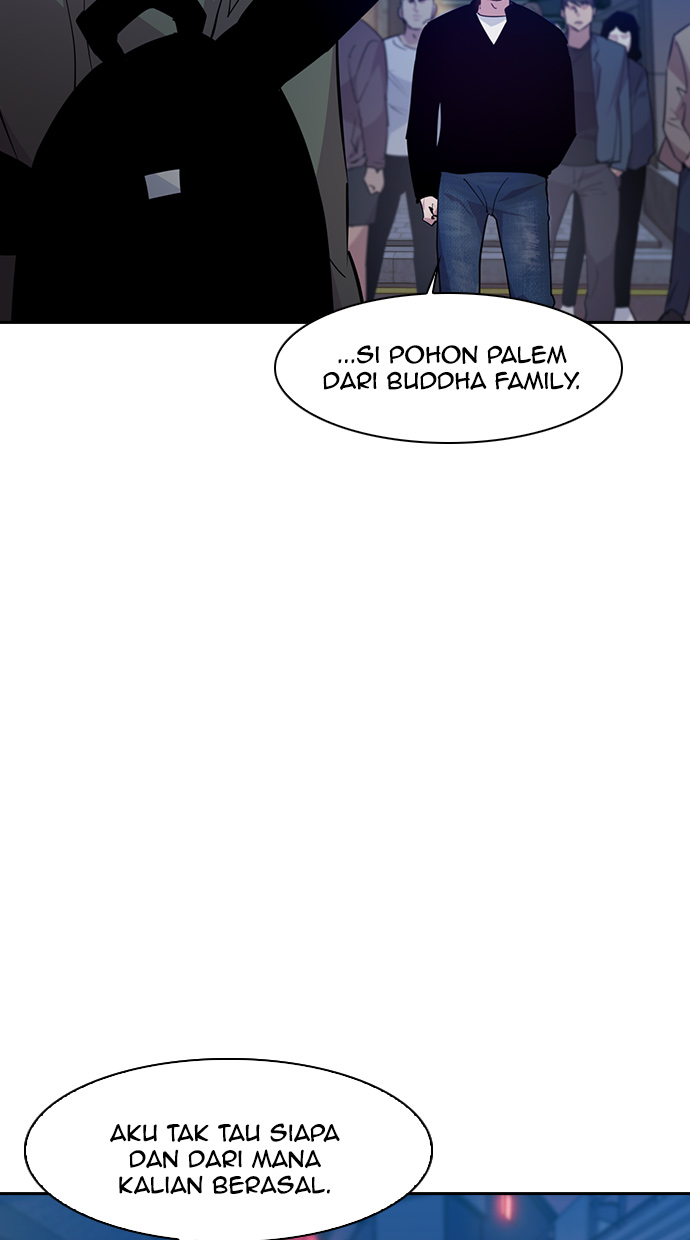 ...SI POHON PALEM
DARI BUDDHA FAMILY.
AKU TAK TAU SIAPA
DAN DARI MANA
KALIAN BERASAL.